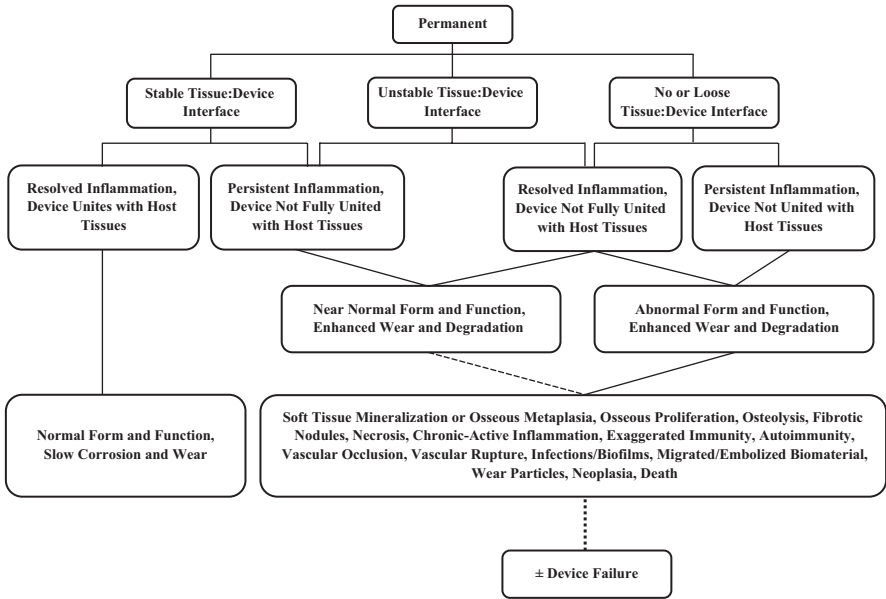 Permanent
Stable Tissue:Device
Interface
Unstable Tissue:Device
Interface
No or Loose
Tissue:Device Interface
Resolved Inflammation,
Device Unites with Host
Tissues
Persistent Inflammation,
Device Not Fully United
with Host Tissues
Resolved Inflammation,
Device Not Fully United
with Host Tissues
Persistent Inflammation,
Device Not United with
Host Tissues
Near Normal Form and Function,
Enhanced Wear and Degradation
Abnormal Form and Function,
Enhanced Wear and Degradation
Normal Form and Function,
Slow Corrosion and Wear
Soft Tissue Mineralization or Osseous Metaplasia, Osseous Proliferation, Osteolysis, Fibrotic
Nodules, Necrosis, Chronic-Active Inflammation, Exaggerated Immunity, Autoimmunity,
Vascular Occlusion, Vascular Rupture, Infections/Biofilms, Migrated/Embolized Biomaterial,
Wear Particles, Neoplasia, Death
± Device Failure